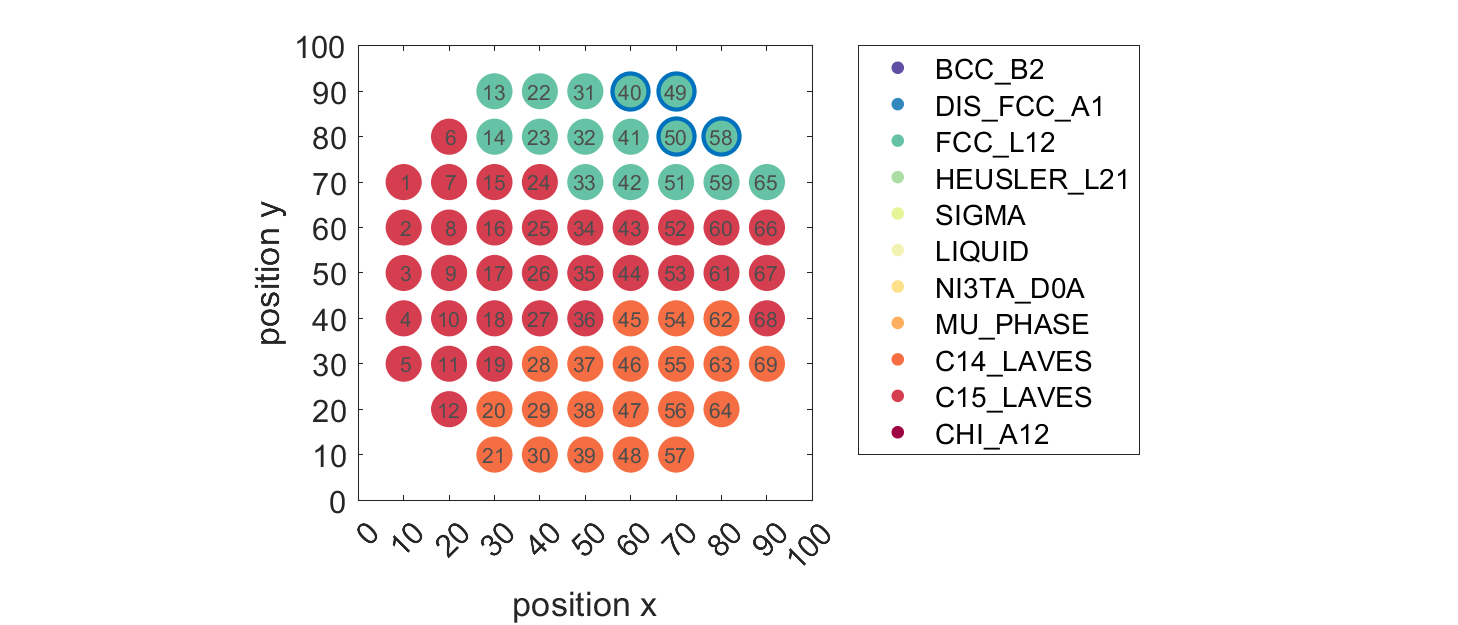 100
90
80
70
60
50
40
30
20
10
0
position y
13 22 31 40 49
6 14 23 32 41 50 58
1 7 15 24 33 42 51 59 65
2 8 16 25 34 43 52 60 66
3 9 17 26 35 44 53 61 67
4 10 18 27 36 45 54 62 68
5 11 19 28 37 46 55 63 69
12 20 29 38 47 56 64
21 30 39 48 57
0 10 20 30 40 50 60 70 80 90 100
position x
BCC_B2
DIS_FCC_A1
FCC_L12
HEUSLER_L21
SIGMA
LIQUID
NI3TA_D0A
MU_PHASE
C14_LAVES
C15_LAVES
CHI_A12